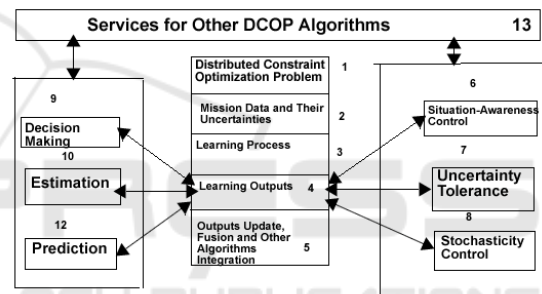 Services for Other DCOP Algorithms 13
Distributed Constraint
Optimization Problem
1
Mission Data and Their
Uncertainties
2
Learning Process
3
Learning Outputs 4
Outputs Update,
Fusion and Other
Algorithms
Integration
5
9
Decision
Making
10
Estimation
12
Prediction
6
Situation-Awareness
Control
7
Uncertainty
Tolerance
8
Stochasticity
Control